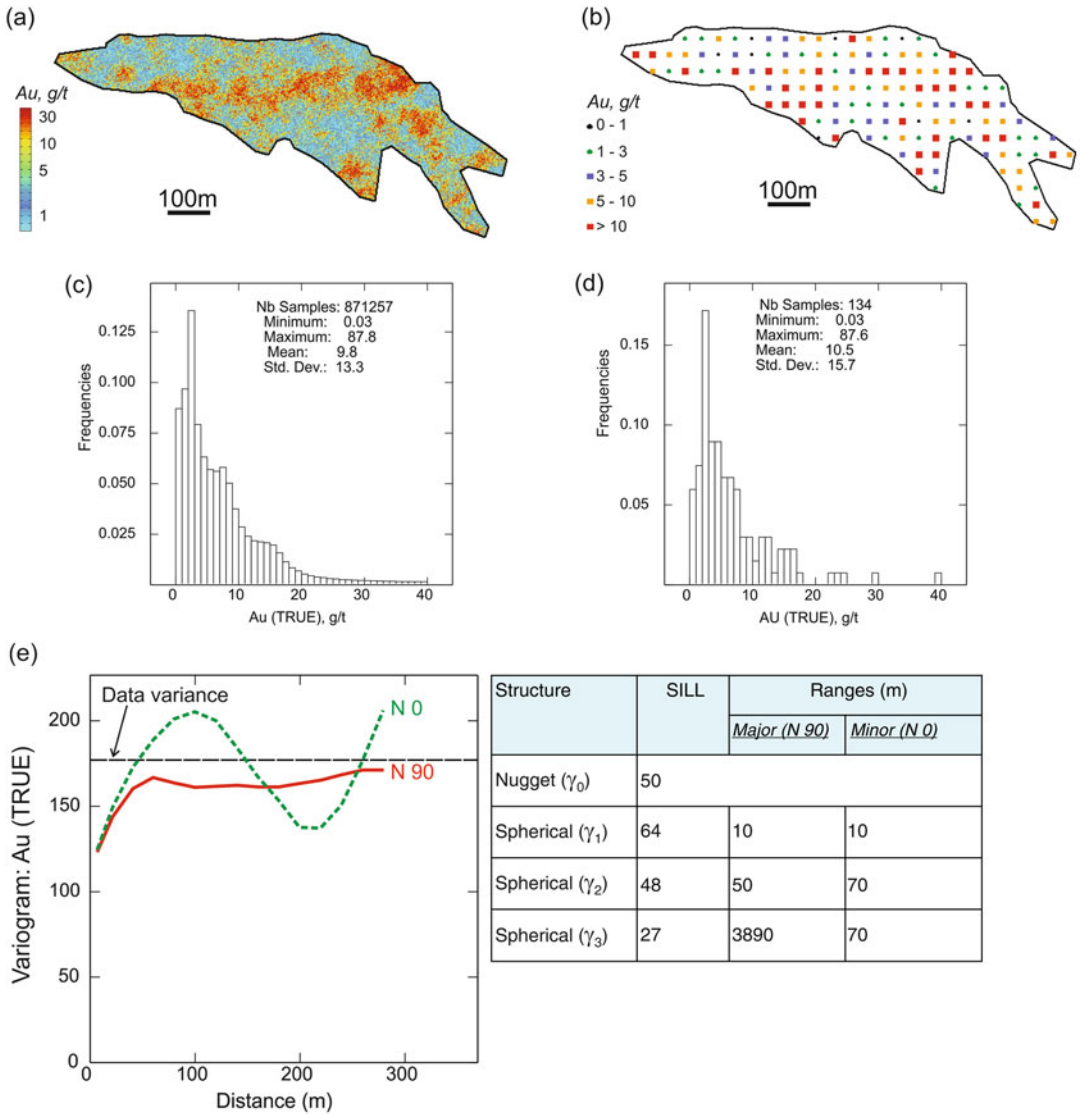 (a)
Au, g/t
30
10
5
1
100m
(b)
Au, g/t
0 - 1
1 - 3
3 - 5
5 - 10
> 10
100m
(c)
Nb Samples: 871257
Minimum: 0.03
Maximum: 87.8
Mean: 9.8
Std. Dev.: 13.3
Frequencies
0.125
0.100
0.075
0.050
0.025
0 10 20 30 40
Au (TRUE), g/t
(d)
Nb Samples: 134
Minimum: 0.03
Maximum: 87.6
Mean: 10.5
Std. Dev.: 15.7
Frequencies
0.15
0.10
0.05
0 10 20 30 40
AU (TRUE), g/t
(e)
Data variance
N 0
N 90
Variogram: Au (TRUE)
200
150
100
50
0
0 100 200 300
Distance (m)
Structure SILL Ranges (m)
Major (N 90) Minor (N 0)
Nugget (γ₀) 50
Spherical (γ₁) 64 10 10
Spherical (γ₂) 48 50 70
Spherical (γ₃) 27 3890 70